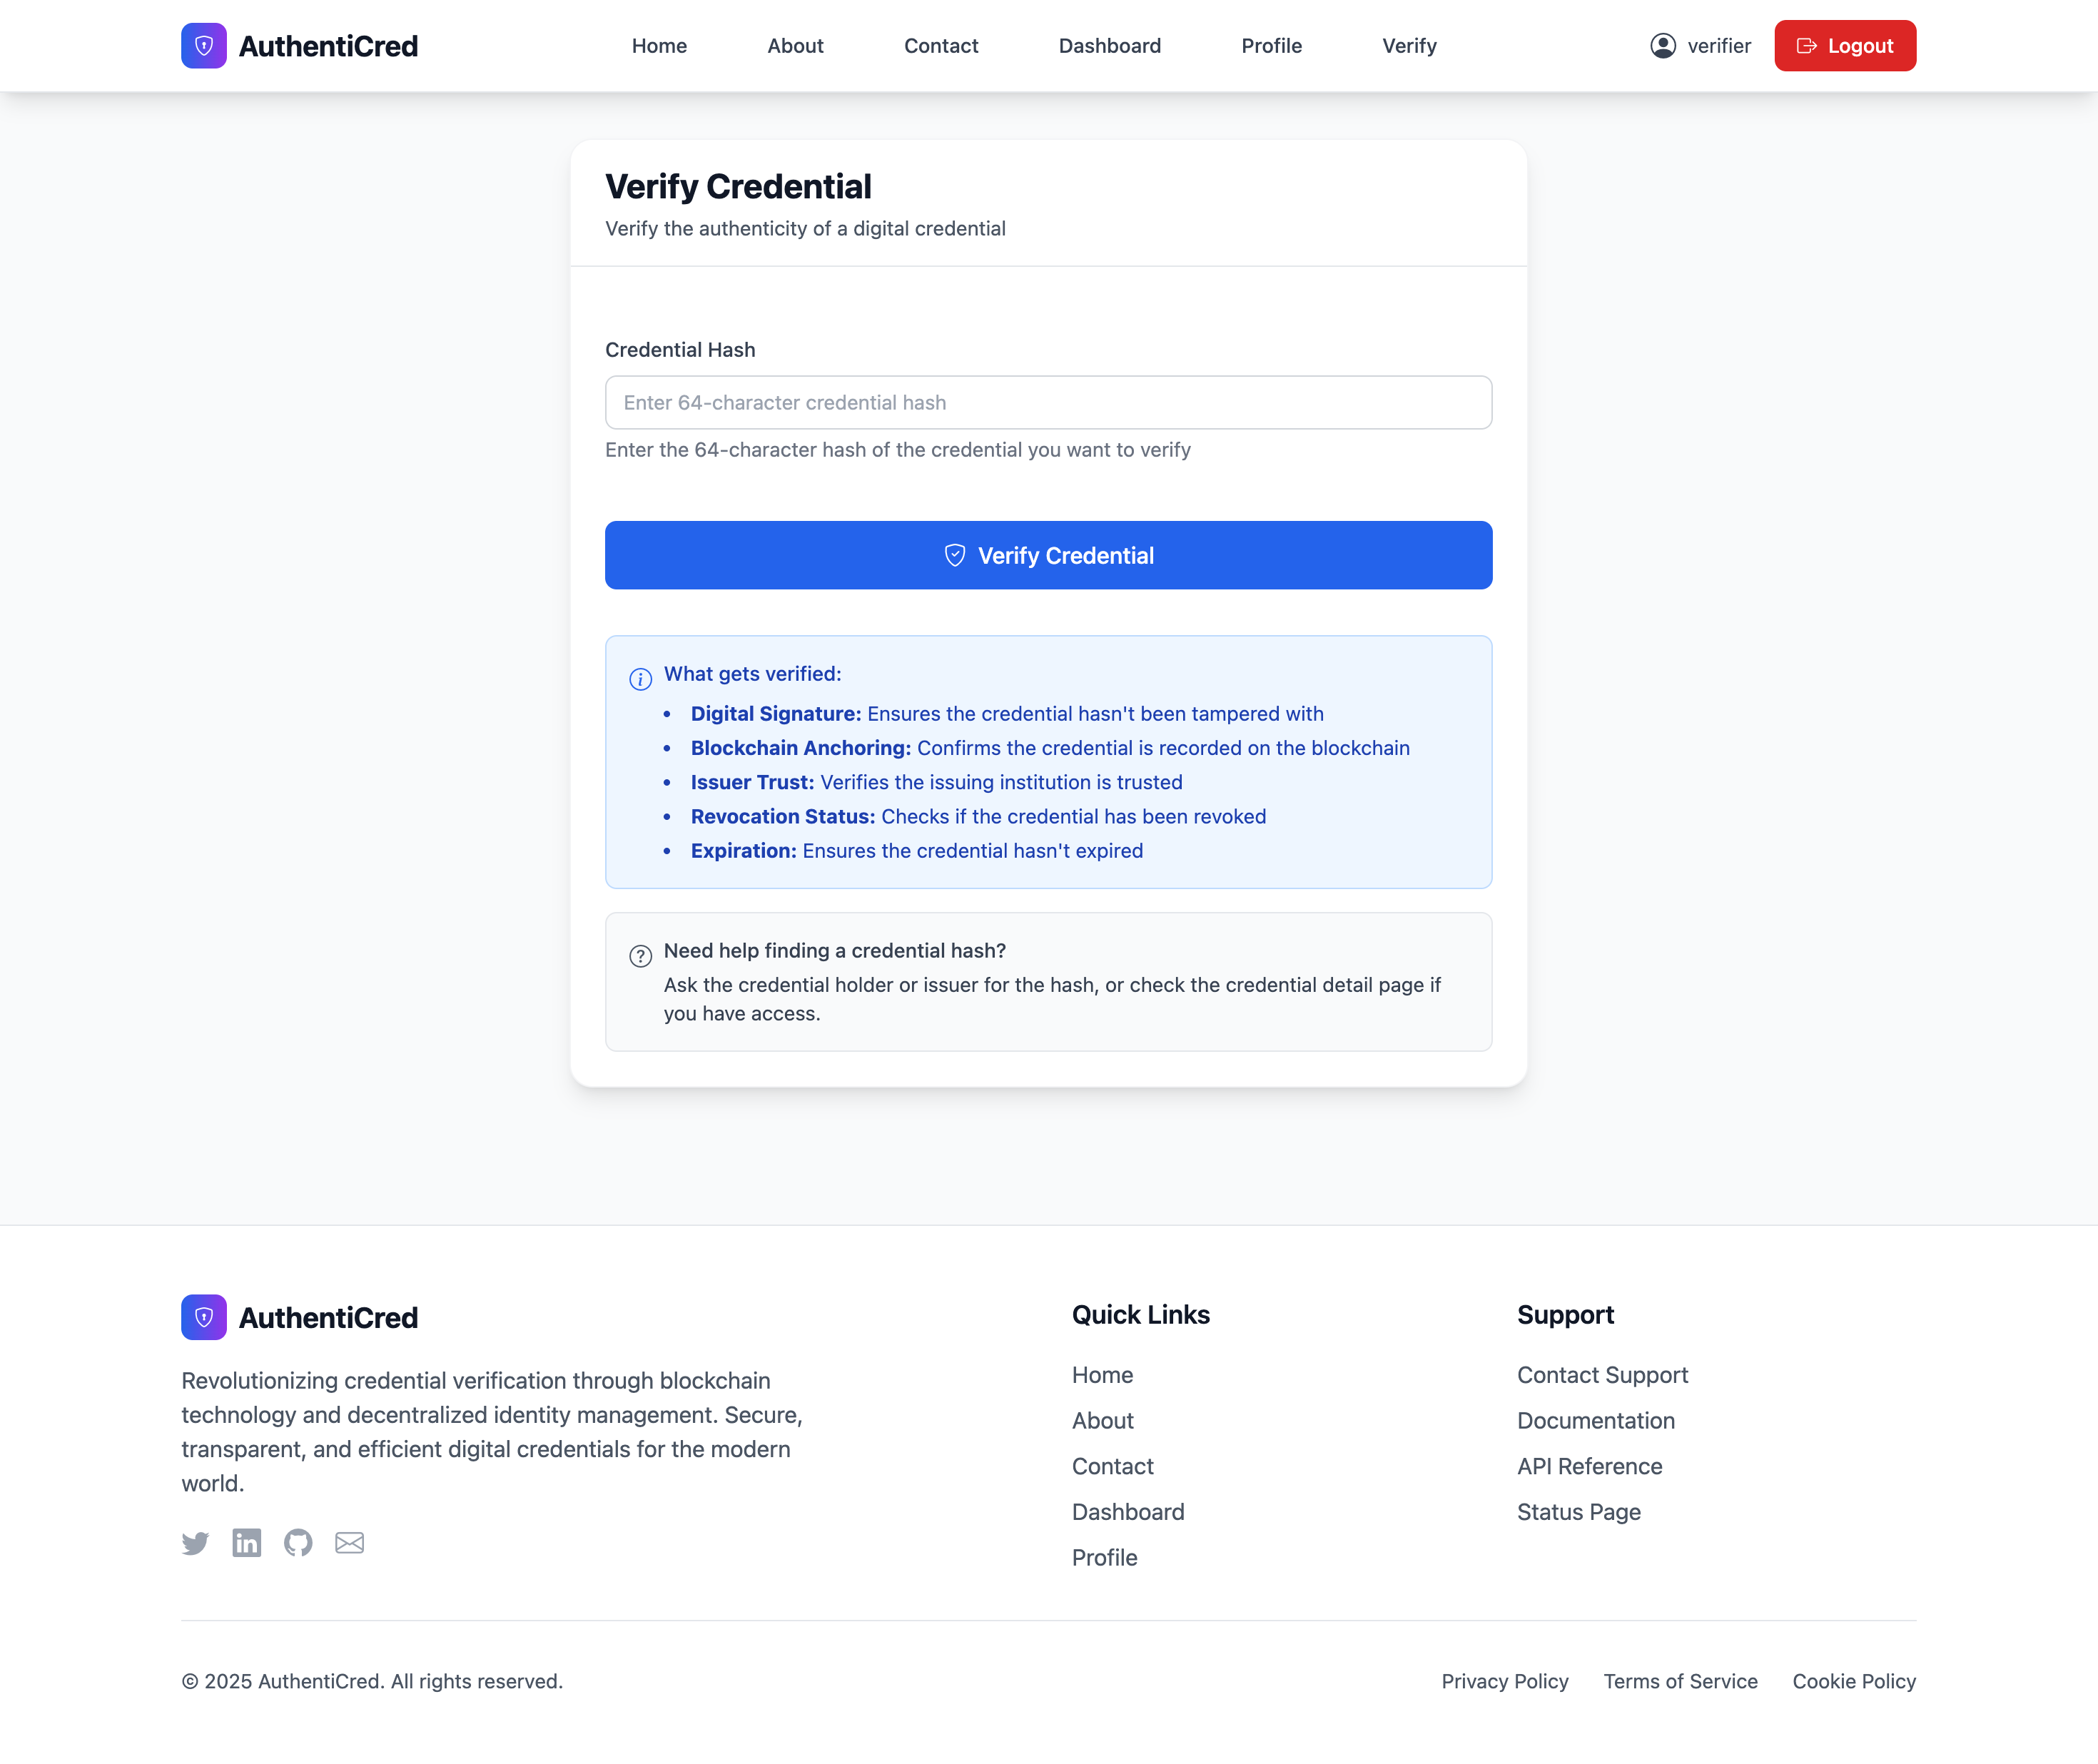 AuthentiCred
Home
About
Contact
Dashboard
Profile
Verify
verifier
Logout
Verify Credential
Verify the authenticity of a digital credential
Credential Hash
Enter 64-character credential hash
Enter the 64-character hash of the credential you want to verify
Verify Credential
What gets verified:
• Digital Signature: Ensures the credential hasn't been tampered with
• Blockchain Anchoring: Confirms the credential is recorded on the blockchain
• Issuer Trust: Verifies the issuing institution is trusted
• Revocation Status: Checks if the credential has been revoked
• Expiration: Ensures the credential hasn't expired
Need help finding a credential hash?
Ask the credential holder or issuer for the hash, or check the credential detail page if
you have access.
AuthentiCred
Revolutionizing credential verification through blockchain
technology and decentralized identity management. Secure,
transparent, and efficient digital credentials for the modern
world.
Quick Links
Home
About
Contact
Dashboard
Profile
Support
Contact Support
Documentation
API Reference
Status Page
© 2025 AuthentiCred. All rights reserved.
Privacy Policy
Terms of Service
Cookie Policy